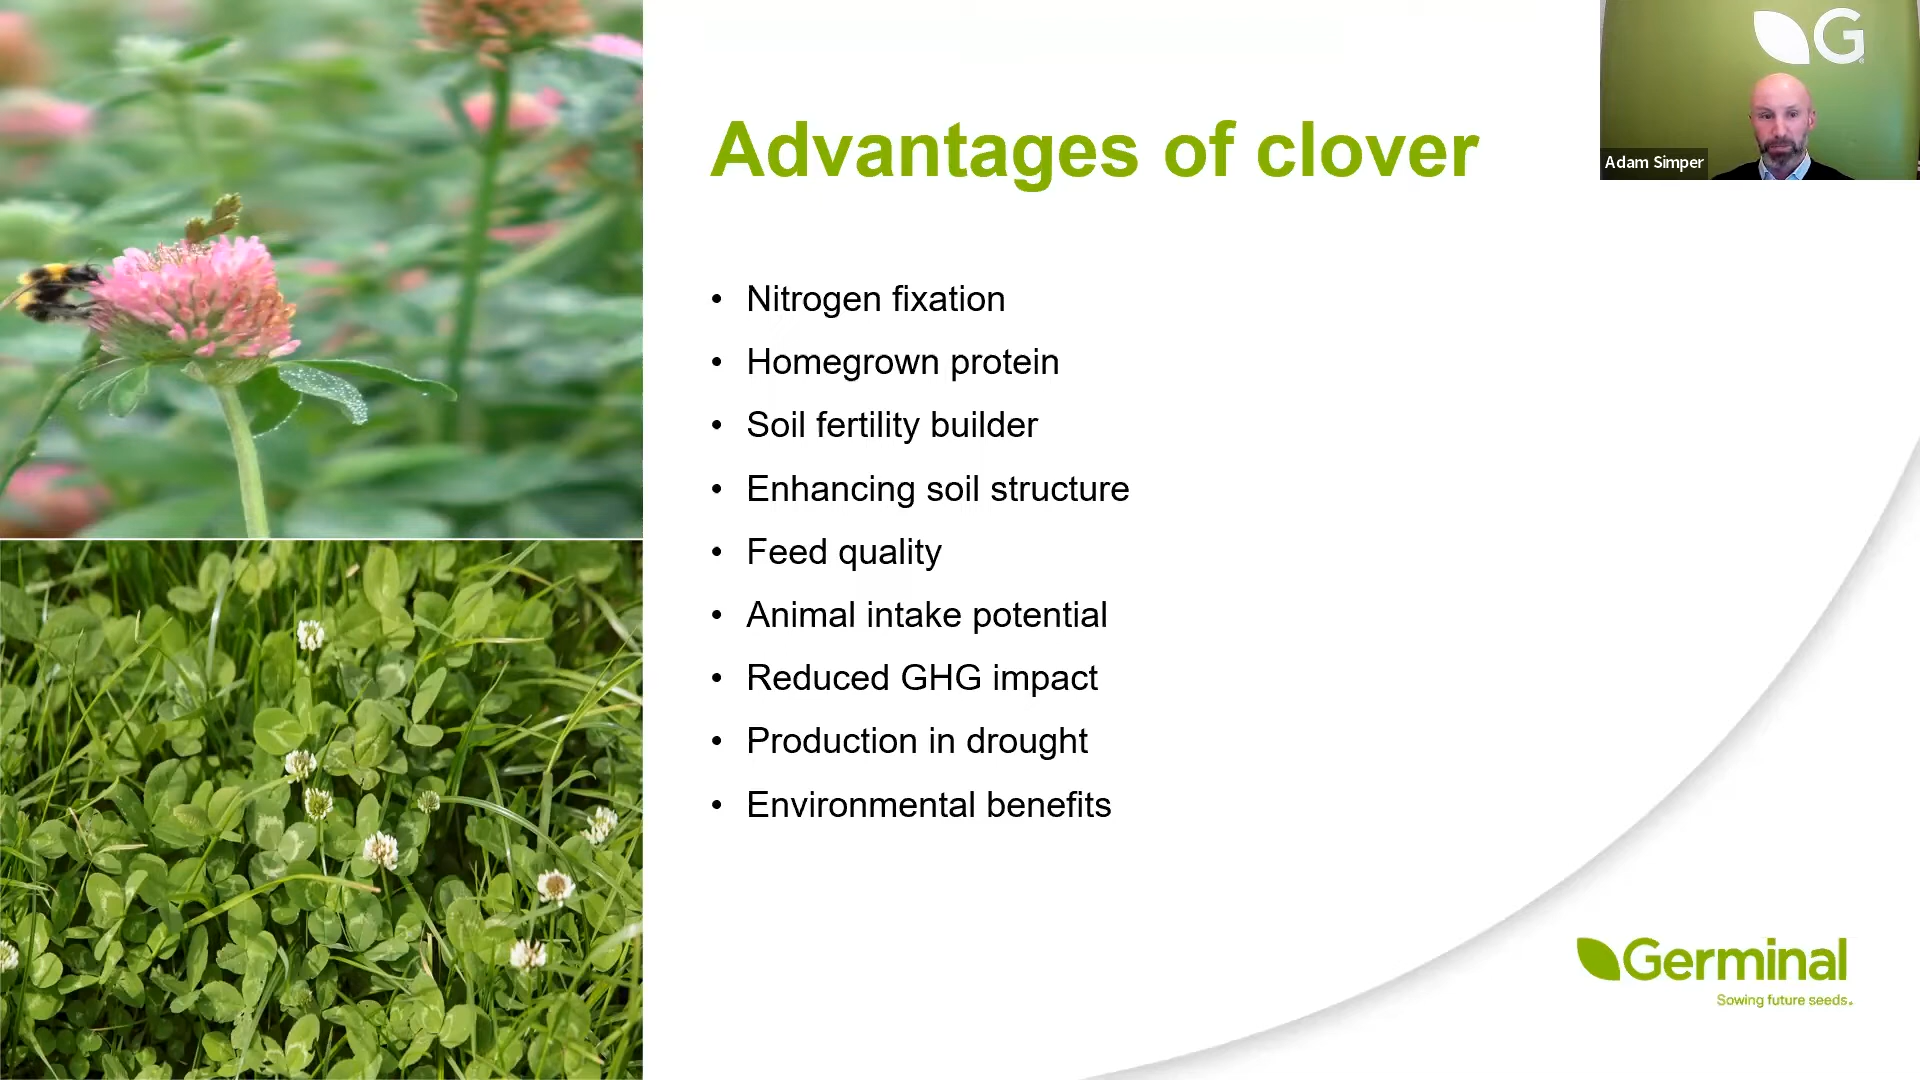 Advantages of clover
Adam Simper
• Nitrogen fixation
• Homegrown protein
• Soil fertility builder
• Enhancing soil structure
• Feed quality
• Animal intake potential
• Reduced GHG impact
• Production in drought
• Environmental benefits
G
Germinal
Sowing future seeds.